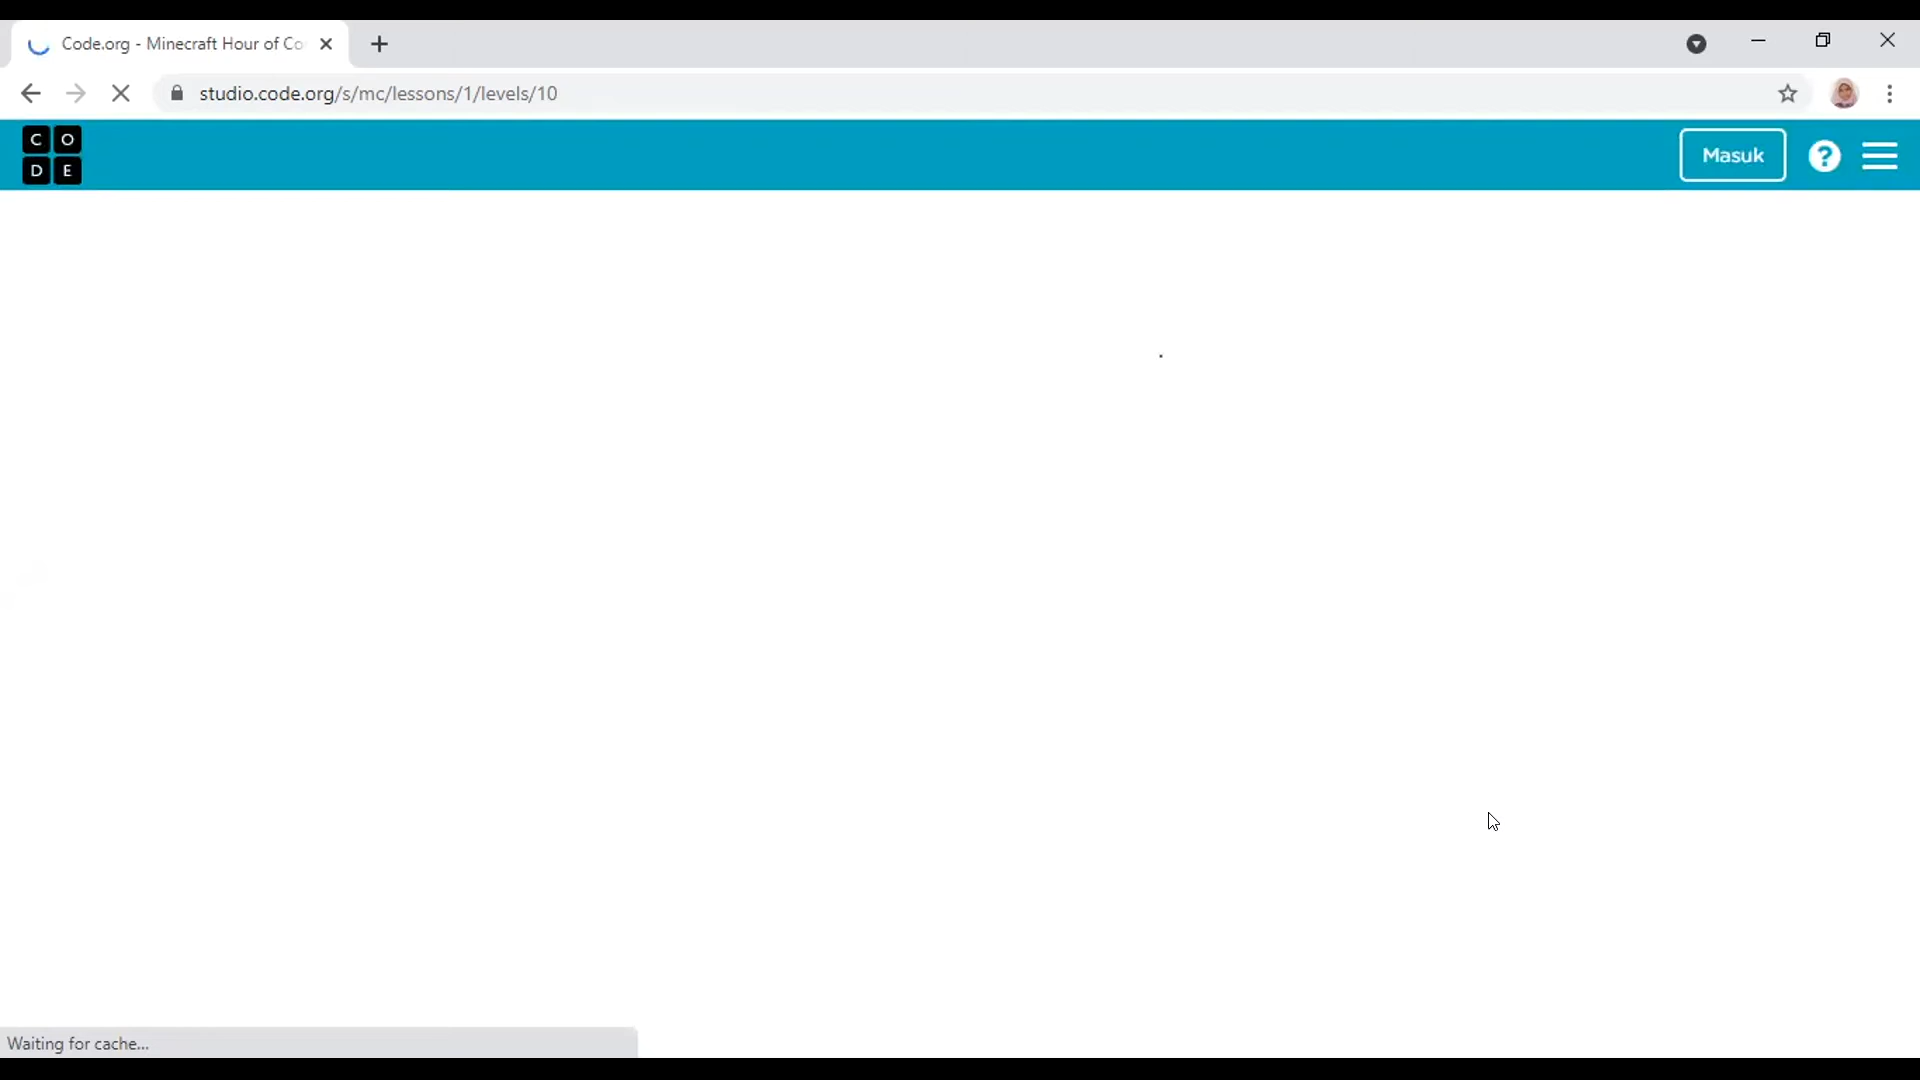 Code.org - Minecraft Hour of Co
studio.code.org/s/mc/lessons/1/levels/10
C O
D E
Masuk
?
Waiting for cache...